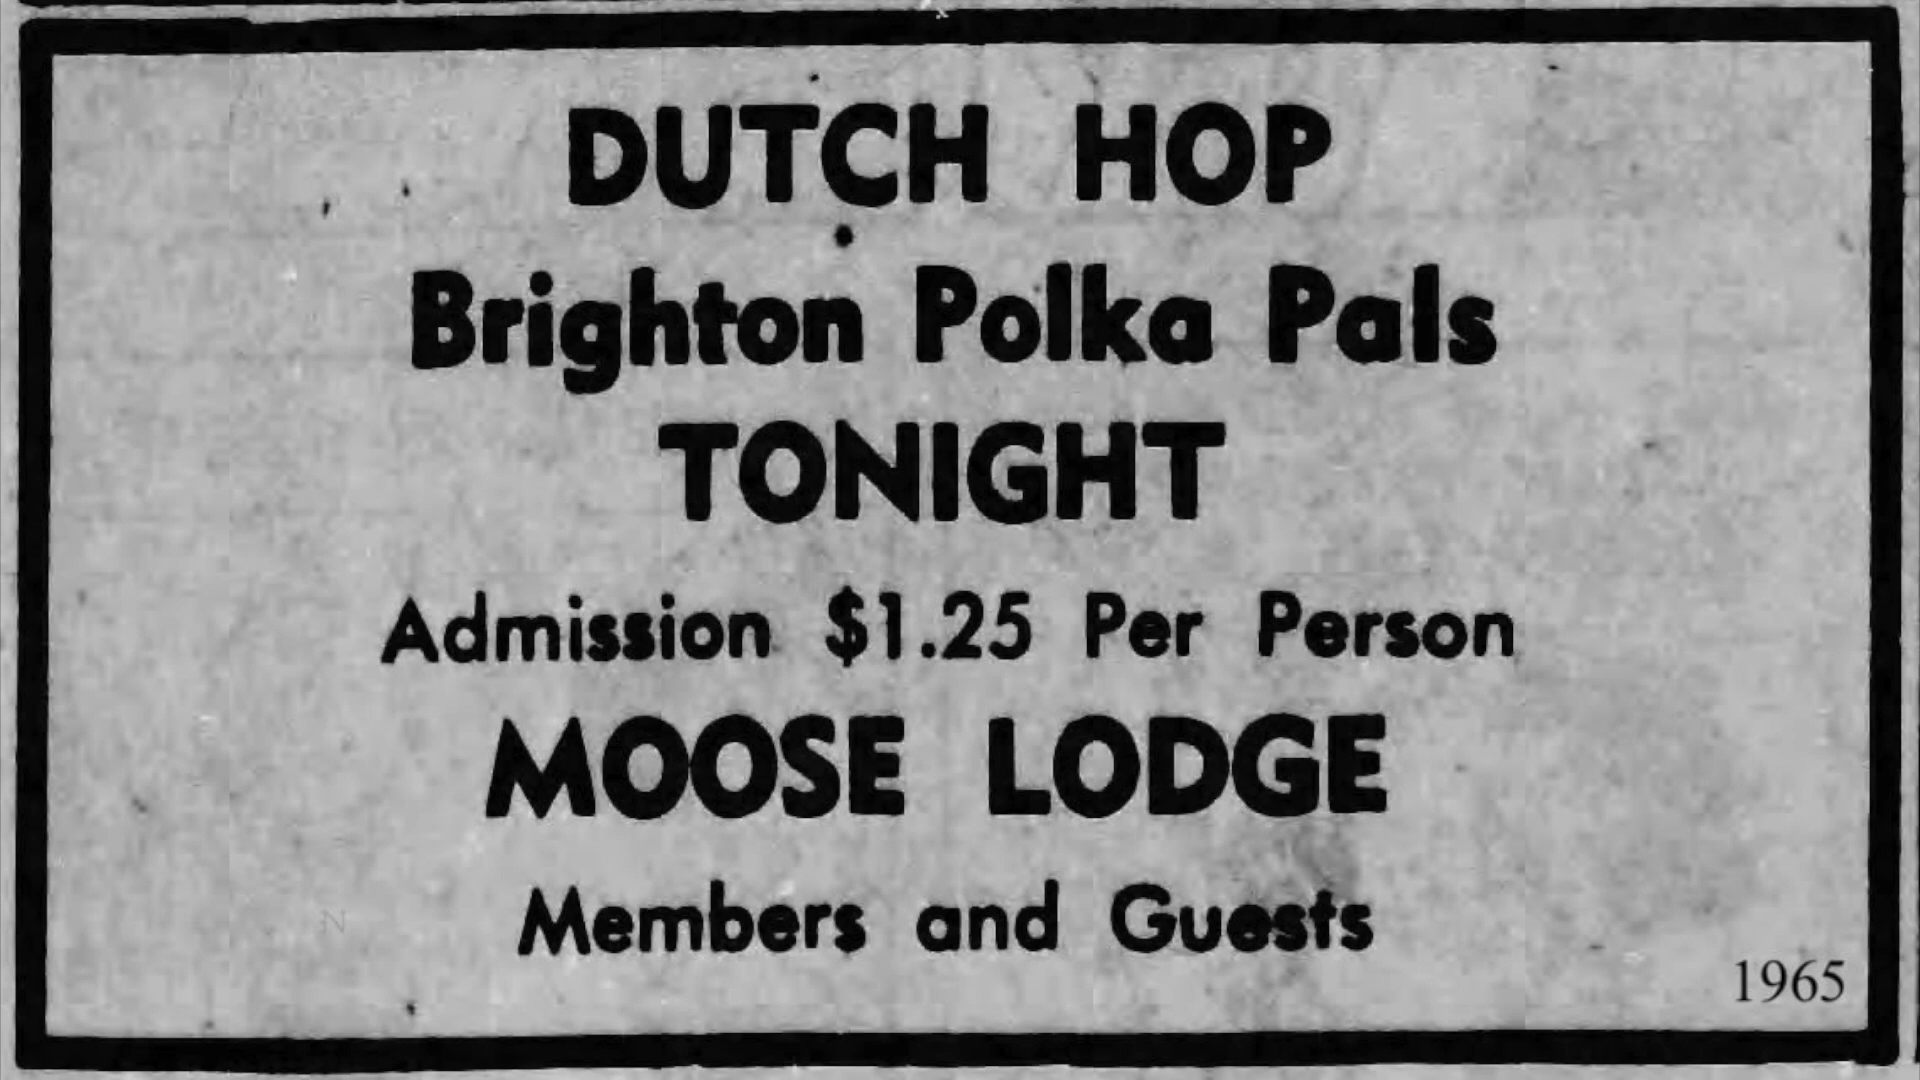 DUTCH HOP
Brighton Polka Pals
TONIGHT
Admission $1.25 Per Person
MOOSE LODGE
Members and Guests
1965